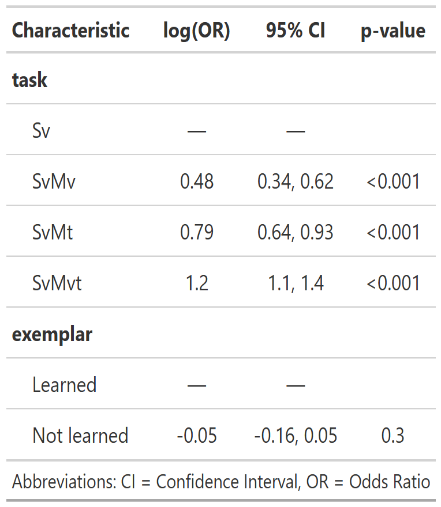 Characteristic log(OR) 95% CI p-value
task
Sv — —
SvMv 0.48 0.34, 0.62 <0.001
SvMt 0.79 0.64, 0.93 <0.001
SvMvt 1.2 1.1, 1.4 <0.001
exemplar
Learned — —
Not learned -0.05 -0.16, 0.05 0.3
Abbreviations: CI = Confidence Interval, OR = Odds Ratio